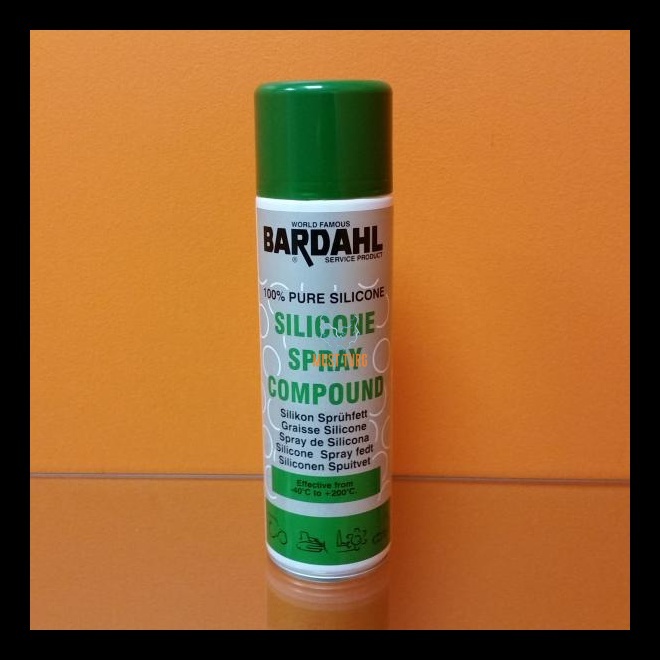 WORLD FAMOUS
BARDAHL
® SERVICE PRODUCT
100% PURE SILICONE
SILICONE
SPRAY
COMPOUND
Silikon Sprühfett
Graisse Silicone
Spray de Silicona
Silicone Spray fedt
Siliconen Spuitvet
Effective from
-40°C to +200°C.